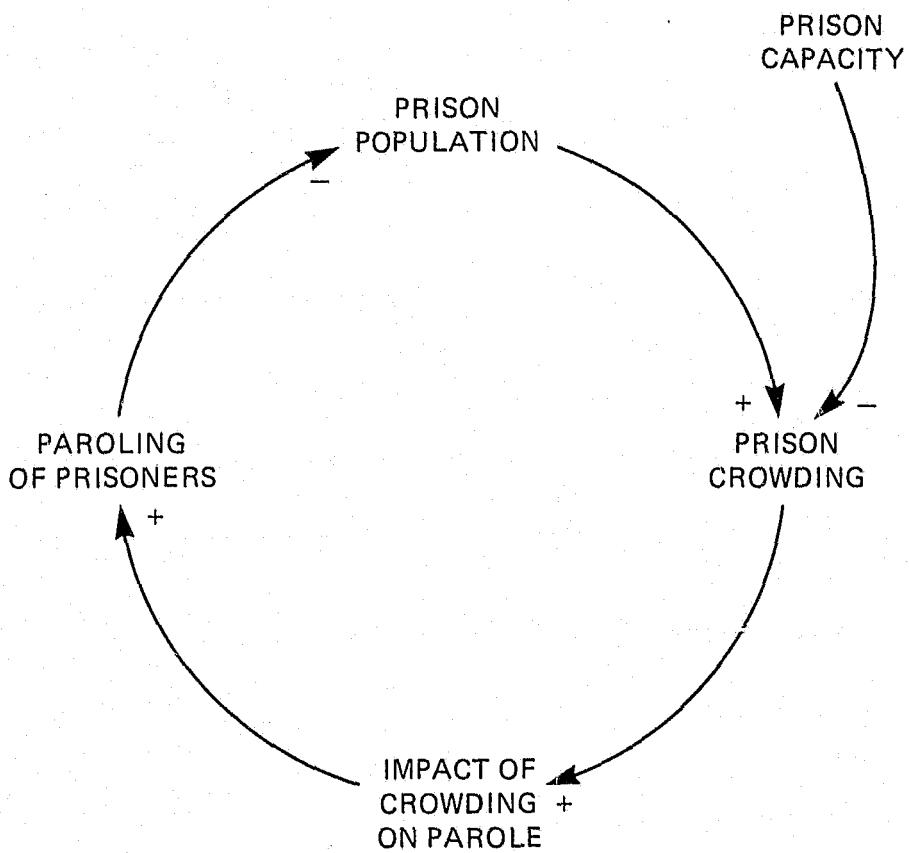 PRISON
CAPACITY
PRISON
POPULATION
−
+
−
PAROLING
OF PRISONERS
PRISON
CROWDING
+
IMPACT OF
CROWDING +
ON PAROLE